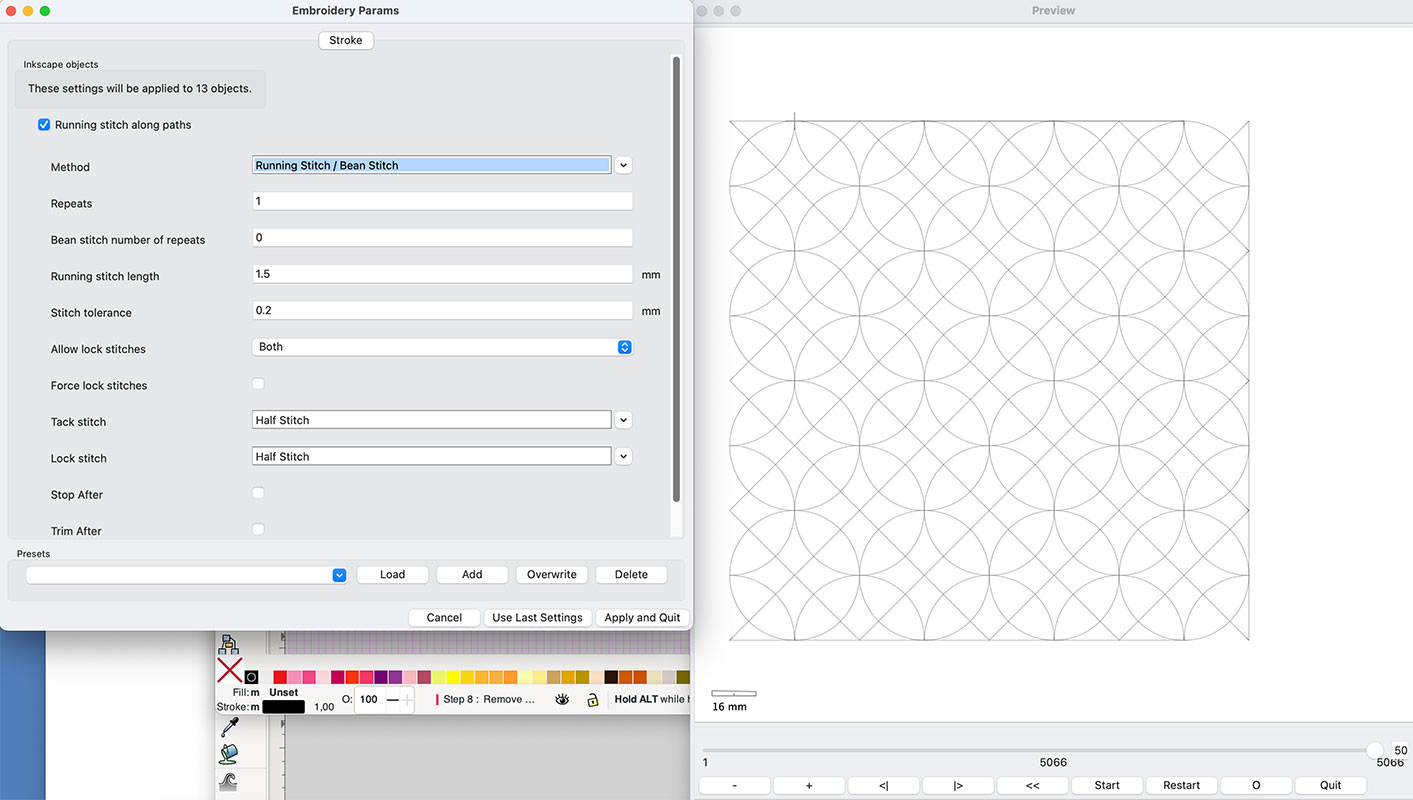 Embroidery Params
Stroke
Inkscape objects
These settings will be applied to 13 objects.
Running stitch along paths
Method Running Stitch / Bean Stitch
Repeats 1
Bean stitch number of repeats 0
Running stitch length 1.5 mm
Stitch tolerance 0.2 mm
Allow lock stitches Both
Force lock stitches
Tack stitch Half Stitch
Lock stitch Half Stitch
Stop After
Trim After
Presets
Load Add Overwrite Delete
Cancel Use Last Settings Apply and Quit
Fill: m Unset
Stroke: m 1,00
O: 100
Step 8 : Remove ...
Hold ALT while
Preview
16 mm
50
1 5066 5066
- + <| |> << Start Restart O Quit